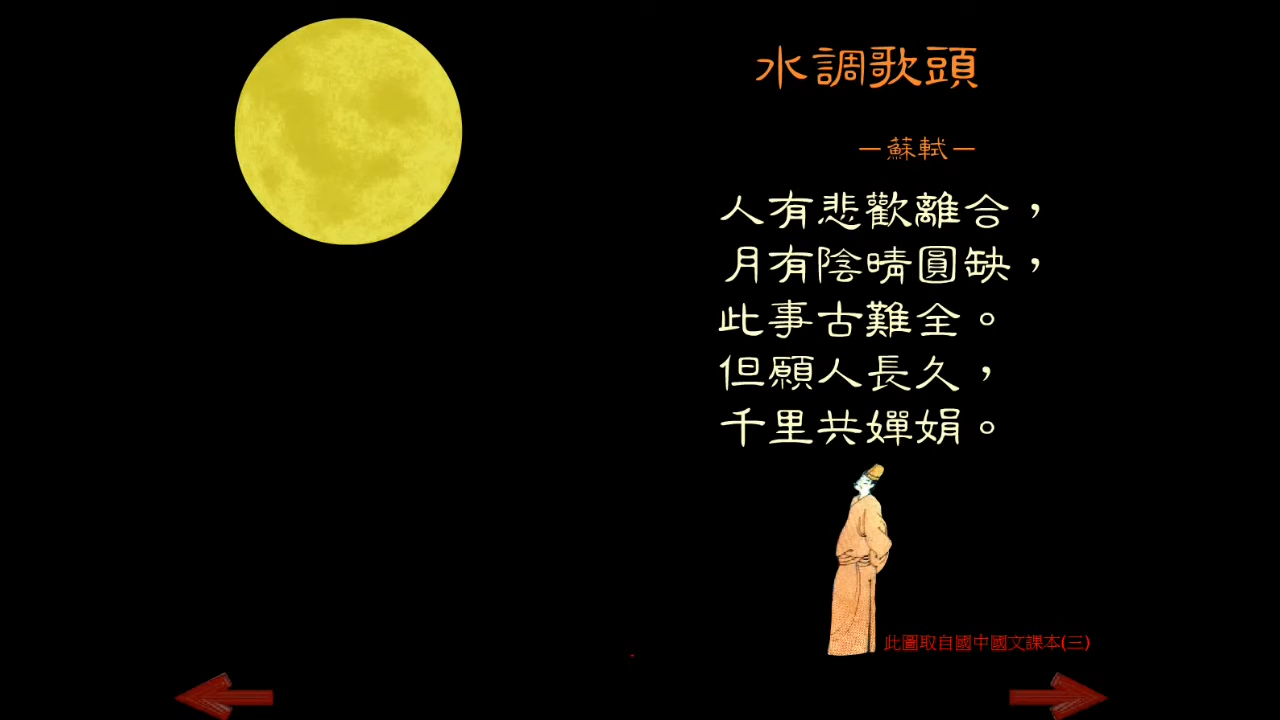 水調歌頭
－蘇軾－
人有悲歡離合，
月有陰晴圓缺，
此事古難全。
但願人長久，
千里共嬋娟。
此圖取自國中國文課本(三)